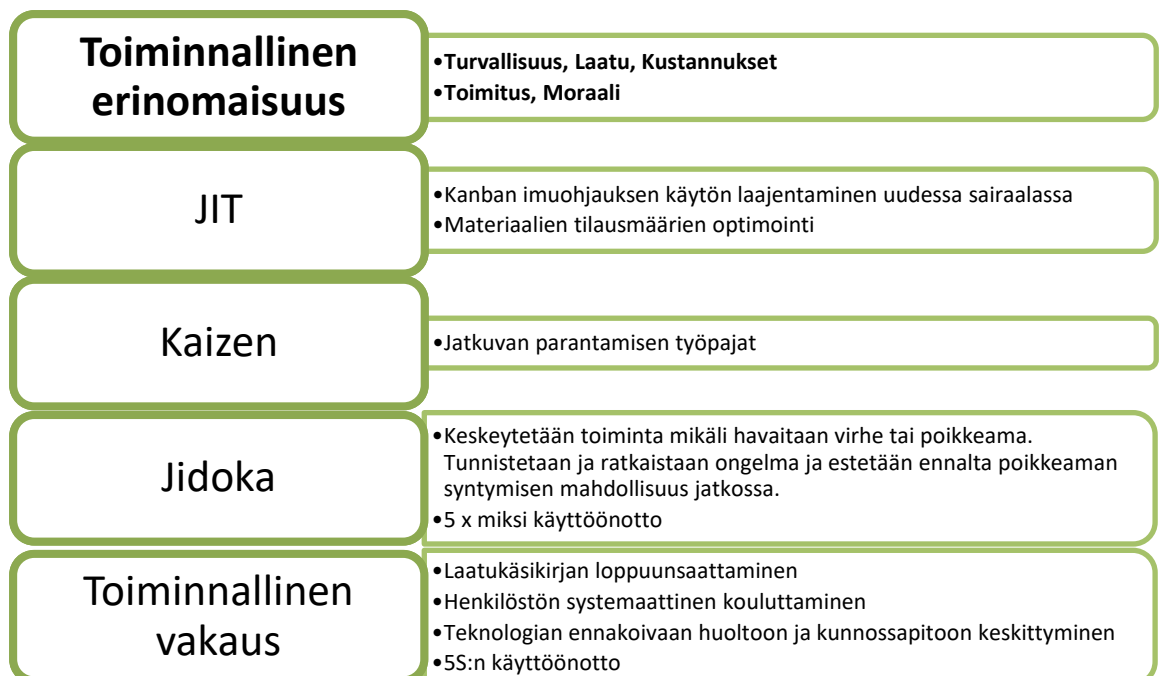 Toiminnallinen
erinomaisuus
•Turvallisuus, Laatu, Kustannukset
•Toimitus, Moraali
JIT
•Kanban imuohjauksen käytön laajentaminen uudessa sairaalassa
•Materiaalien tilausmäärien optimointi
Kaizen
•Jatkuvan parantamisen työpajat
Jidoka
•Keskeytetään toiminta mikäli havaitaan virhe tai poikkeama.
Tunnistetaan ja ratkaistaan ongelma ja estetään ennalta poikkeaman
syntymisen mahdollisuus jatkossa.
•5 x miksi käyttöönotto
Toiminnallinen
vakaus
•Laatukäsikirjan loppuunsaattaminen
•Henkilöstön systemaattinen kouluttaminen
•Teknologian ennakoivaan huoltoon ja kunnossapitoon keskittyminen
•5S:n käyttöönotto